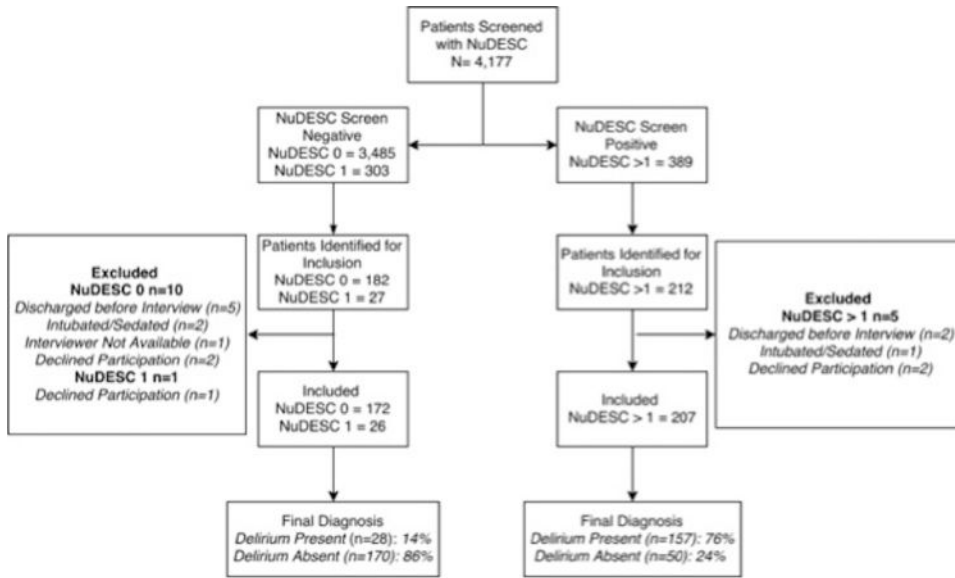 Patients Screened
with NuDESC
N= 4,177
NuDESC Screen
Negative
NuDESC 0 = 3,485
NuDESC 1 = 303
NuDESC Screen
Positive
NuDESC >1 = 389
Patients Identified for
Inclusion
NuDESC 0 = 182
NuDESC 1 = 27
Patients Identified for
Inclusion
NuDESC >1 = 212
Excluded
NuDESC 0 n=10
Discharged before Interview (n=5)
Intubated/Sedated (n=2)
Interviewer Not Available (n=1)
Declined Participation (n=2)
NuDESC 1 n=1
Declined Participation (n=1)
Excluded
NuDESC > 1 n=5
Discharged before Interview (n=2)
Intubated/Sedated (n=1)
Declined Participation (n=2)
Included
NuDESC 0 = 172
NuDESC 1 = 26
Included
NuDESC > 1 = 207
Final Diagnosis
Delirium Present (n=28): 14%
Delirium Absent (n=170): 86%
Final Diagnosis
Delirium Present (n=157): 76%
Delirium Absent (n=50): 24%